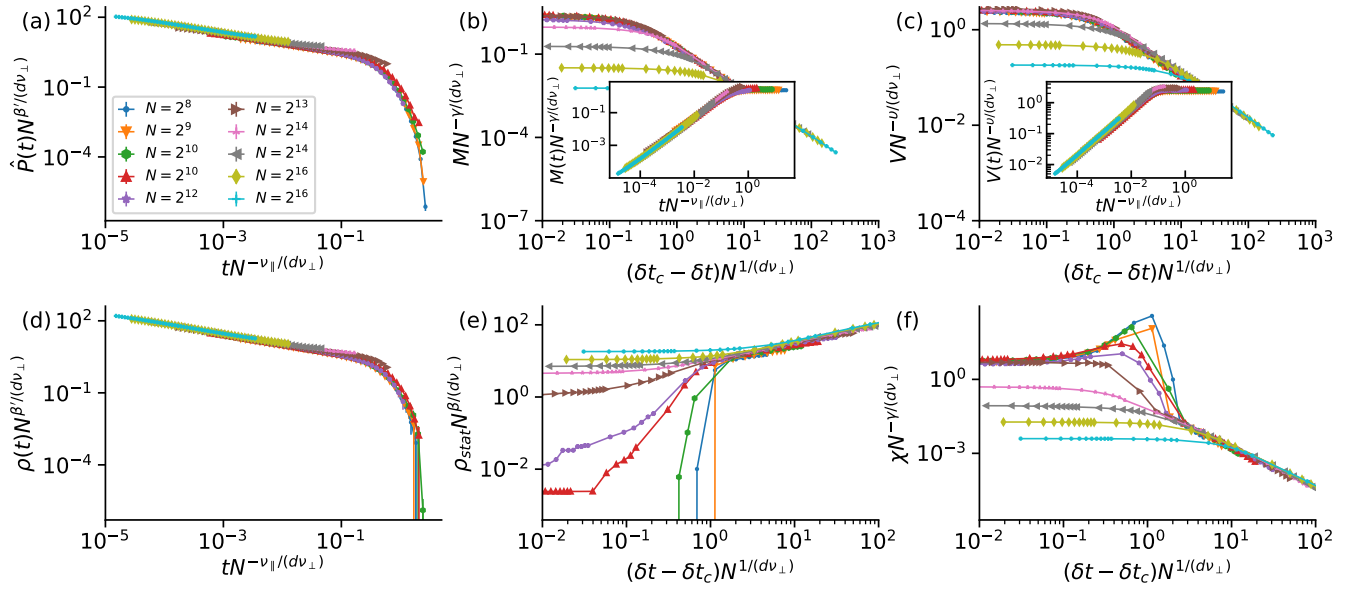 (a)
10^2
10^0
10^-2
10^-4
P̂(t)N^β′/(dν⊥)
N = 2^8
N = 2^9
N = 2^10
N = 2^10
N = 2^12
N = 2^13
N = 2^14
N = 2^14
N = 2^16
N = 2^16
10^-5 10^-3 10^-1
tN^-ν∥/(dν⊥)
(b)
10^-1
10^-4
10^-7
MN^-γ/(dν⊥)
10^-1
10^-3
M(t)N^-γ/(dν⊥)
10^-4 10^-2 10^0
tN^-ν∥/(dν⊥)
10^-2 10^-1 10^0 10^1 10^2 10^3
(δt_c − δt)N^1/(dν⊥)
(c)
10^0
10^-2
10^-4
VN^-υ/(dν⊥)
10^0
10^-1
10^-2
V(t)N^-υ/(dν⊥)
10^-4 10^-2 10^0
tN^-ν∥/(dν⊥)
10^-2 10^-1 10^0 10^1 10^2 10^3
(δt_c − δt)N^1/(dν⊥)
(d)
10^2
10^-1
10^-4
ρ(t)N^β′/(dν⊥)
10^-5 10^-3 10^-1
tN^-ν∥/(dν⊥)
(e)
10^2
10^0
10^-2
ρ_stat N^β/(dν⊥)
10^-2 10^-1 10^0 10^1 10^2
(δt − δt_c)N^1/(dν⊥)
(f)
10^0
10^-3
χN^-γ/(dν⊥)
10^-2 10^-1 10^0 10^1 10^2
(δt − δt_c)N^1/(dν⊥)